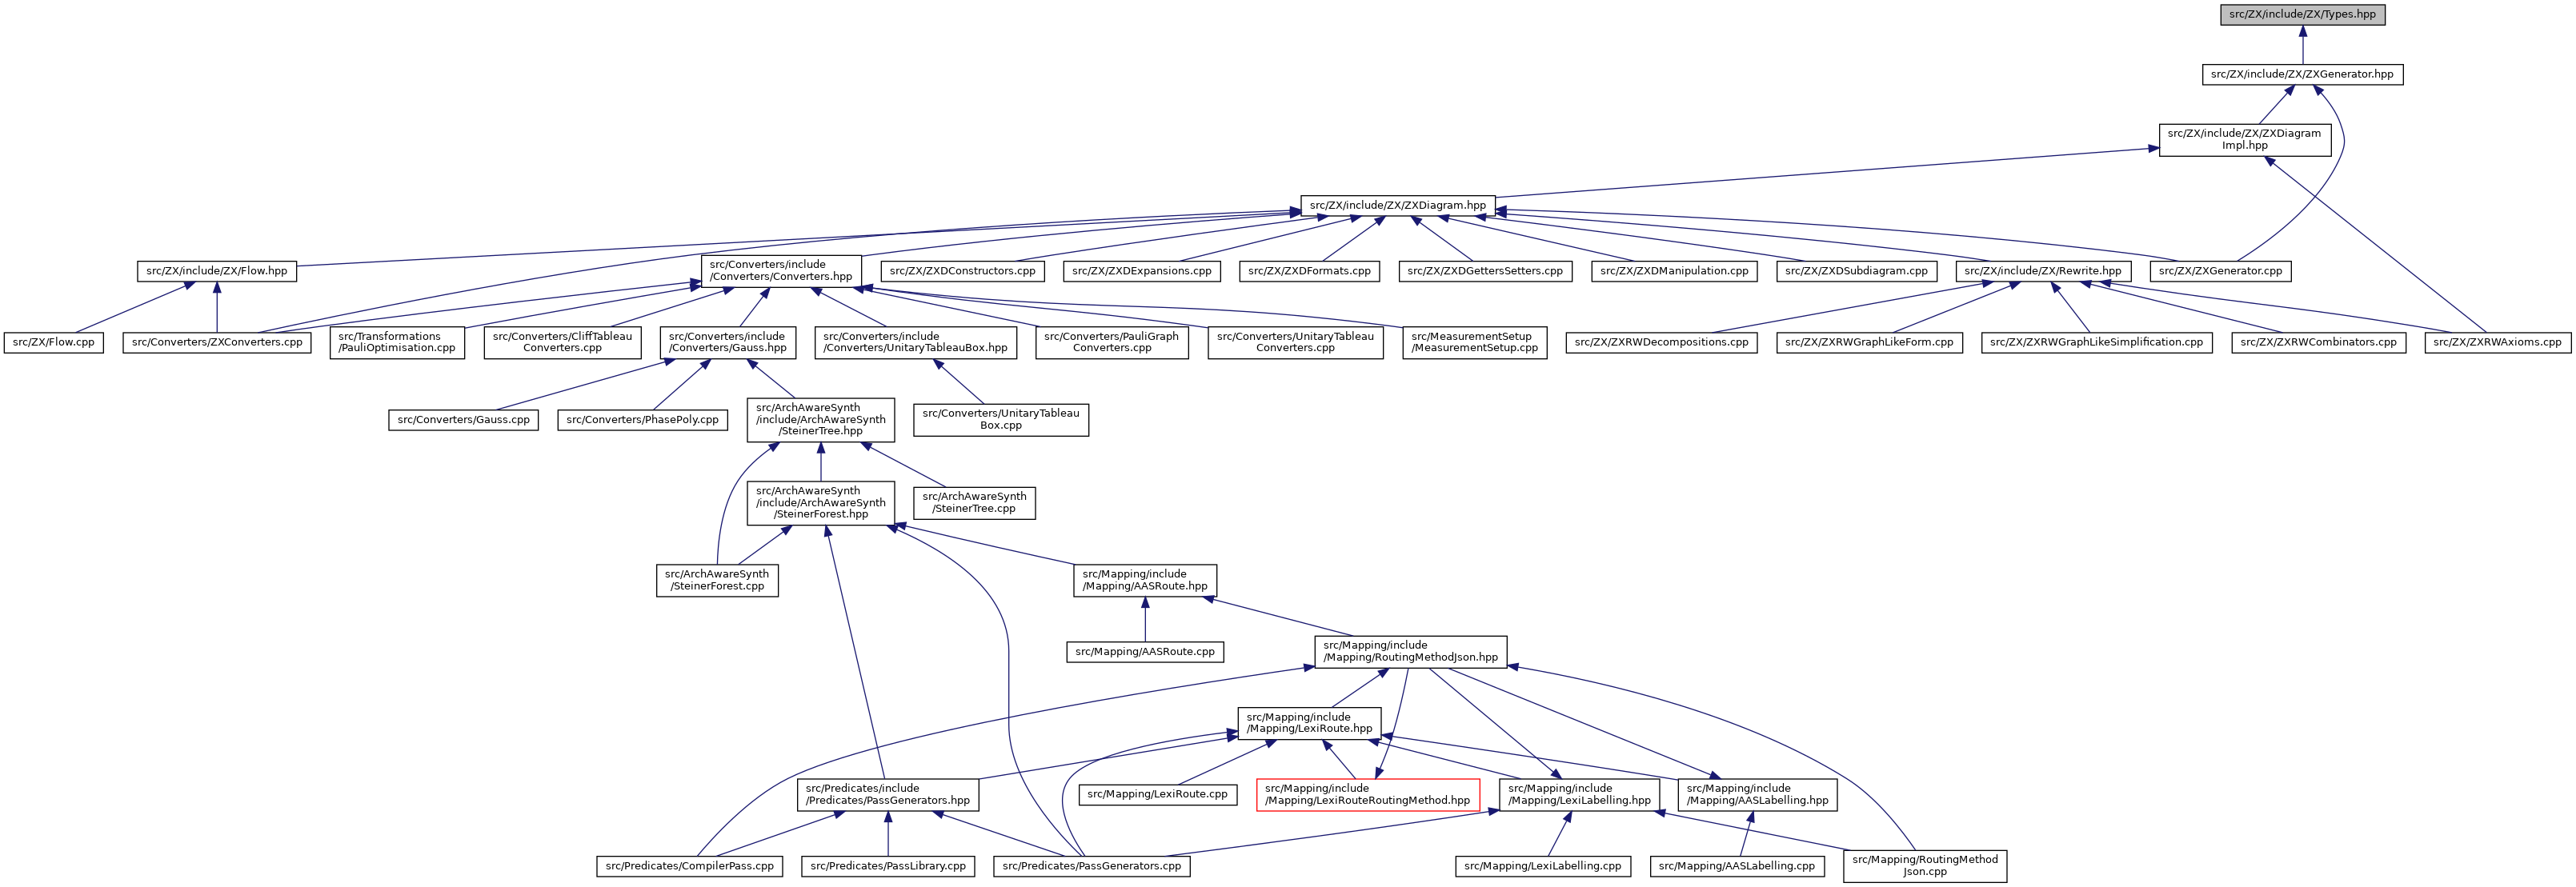 src/ZX/include/ZX/Types.hpp
src/ZX/include/ZX/ZXGenerator.hpp
src/ZX/include/ZX/ZXDiagram
Impl.hpp
src/ZX/include/ZX/ZXDiagram.hpp
src/ZX/include/ZX/Flow.hpp
src/Converters/include
/Converters/Converters.hpp
src/ZX/ZXDConstructors.cpp
src/ZX/ZXDExpansions.cpp
src/ZX/ZXDFormats.cpp
src/ZX/ZXDGettersSetters.cpp
src/ZX/ZXDManipulation.cpp
src/ZX/ZXDSubdiagram.cpp
src/ZX/include/ZX/Rewrite.hpp
src/ZX/ZXGenerator.cpp
src/ZX/Flow.cpp
src/Converters/ZXConverters.cpp
src/Transformations
/PauliOptimisation.cpp
src/Converters/CliffTableau
Converters.cpp
src/Converters/include
/Converters/Gauss.hpp
src/Converters/include
/Converters/UnitaryTableauBox.hpp
src/Converters/PauliGraph
Converters.cpp
src/Converters/UnitaryTableau
Converters.cpp
src/MeasurementSetup
/MeasurementSetup.cpp
src/ZX/ZXRWDecompositions.cpp
src/ZX/ZXRWGraphLikeForm.cpp
src/ZX/ZXRWGraphLikeSimplification.cpp
src/ZX/ZXRWCombinators.cpp
src/ZX/ZXRWAxioms.cpp
src/Converters/Gauss.cpp
src/Converters/PhasePoly.cpp
src/ArchAwareSynth
/include/ArchAwareSynth
/SteinerTree.hpp
src/Converters/UnitaryTableau
Box.cpp
src/ArchAwareSynth
/include/ArchAwareSynth
/SteinerForest.hpp
src/ArchAwareSynth
/SteinerTree.cpp
src/ArchAwareSynth
/SteinerForest.cpp
src/Mapping/include
/Mapping/AASRoute.hpp
src/Mapping/AASRoute.cpp
src/Mapping/include
/Mapping/RoutingMethodJson.hpp
src/Mapping/include
/Mapping/LexiRoute.hpp
src/Predicates/include
/Predicates/PassGenerators.hpp
src/Mapping/LexiRoute.cpp
src/Mapping/include
/Mapping/LexiRouteRoutingMethod.hpp
src/Mapping/include
/Mapping/LexiLabelling.hpp
src/Mapping/include
/Mapping/AASLabelling.hpp
src/Predicates/CompilerPass.cpp
src/Predicates/PassLibrary.cpp
src/Predicates/PassGenerators.cpp
src/Mapping/LexiLabelling.cpp
src/Mapping/AASLabelling.cpp
src/Mapping/RoutingMethod
Json.cpp